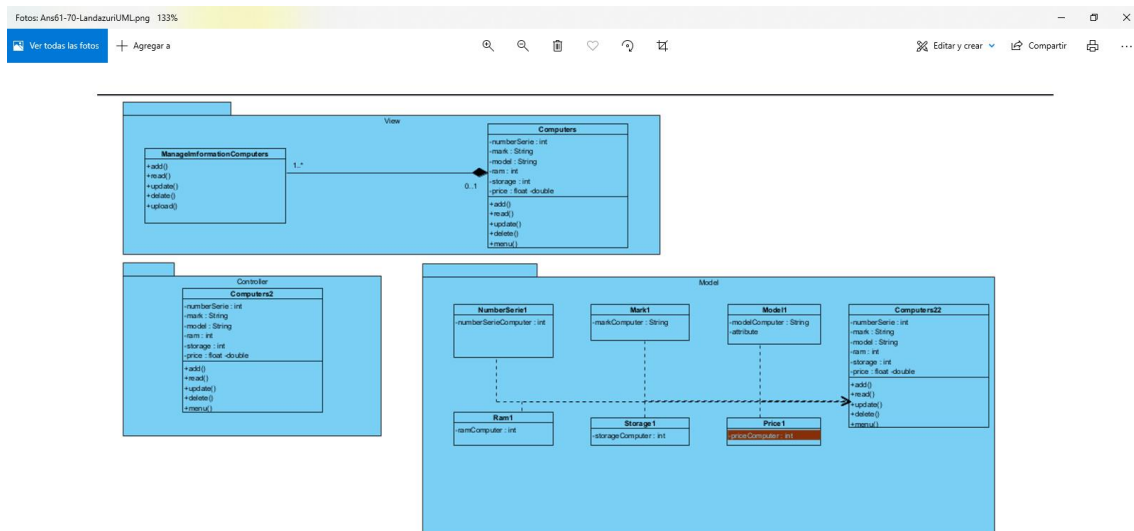 Fotos: Ans61-70-LandazuriUML.png 133%
Ver todas las fotos
Agregar a
Editar y crear
Compartir
View
ManageImformationComputers
+add()
+read()
+update()
+delate()
+upload()
1..*
0..1
Computers
-numberSerie : int
-mark : String
-model : String
-ram : int
-storage : int
-price : float -double
+add()
+read()
+update()
+delete()
+menu()
Controller
Computers2
-numberSerie : int
-mark : String
-model : String
-ram : int
-storage : int
-price : float -double
+add()
+read()
+update()
+delete()
+menu()
Model
NumberSerie1
-numberSerieComputer : int
Mark1
-markComputer : String
Model1
-modelComputer : String
-attribute
Computers22
-numberSerie : int
-mark : String
-model : String
-ram : int
-storage : int
-price : float -double
+add()
+read()
+update()
+delete()
+menu()
Ram1
-ramComputer : int
Storage1
-storageComputer : int
Price1
-priceComputer : int